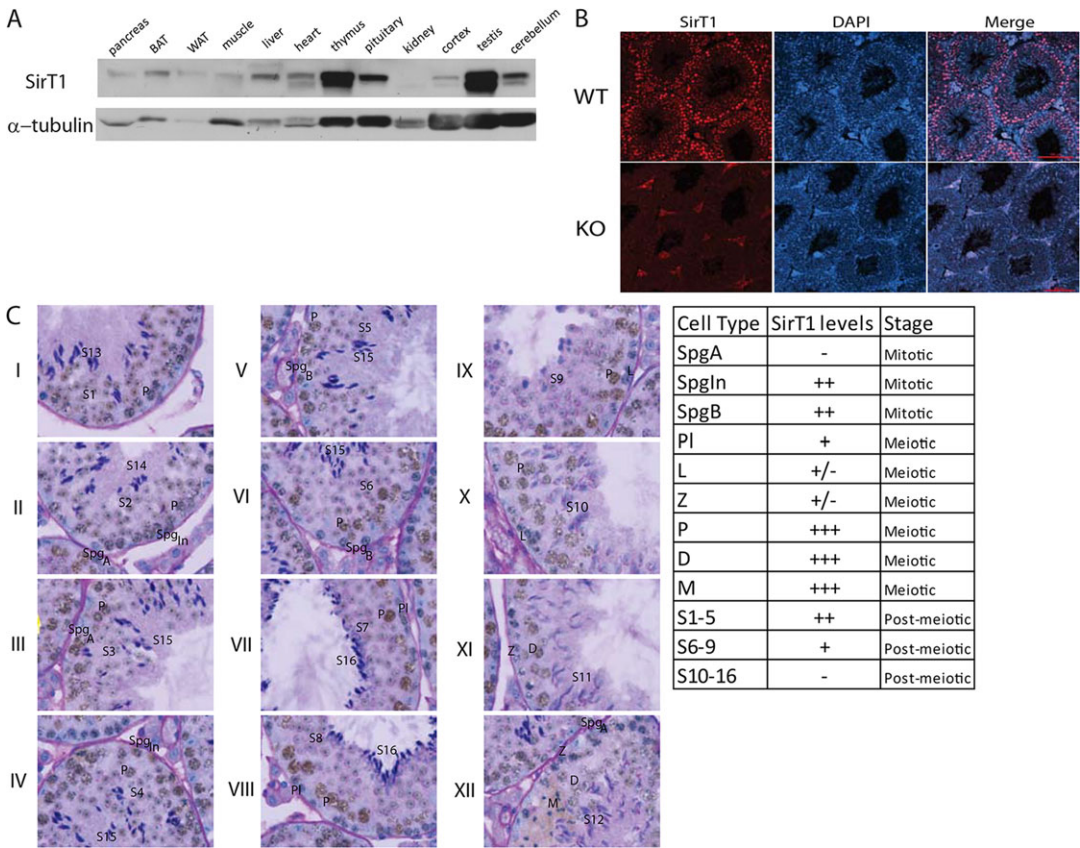 A
pancreas BAT WAT muscle liver heart thymus pituitary kidney cortex testis cerebellum
SirT1
α−tubulin
B
SirT1 DAPI Merge
WT
KO
C
I
S13
S1
P
II
S14
S2
P
Spg In
Spg A
III
P
S15
Spg A
S3
IV
Spg In
P
S4
S15
V
P
S5
S15
Spg B
VI
S15
S6
P
Spg B
VII
P Pl
S7
S16
VIII
S8
S16
Pl
P
IX
S9
P L
X
P
S10
L
XI
Z D
S11
XII
Spg A
Z
D
M
S12
Cell Type SirT1 levels Stage
SpgA - Mitotic
SpgIn ++ Mitotic
SpgB ++ Mitotic
Pl + Meiotic
L +/- Meiotic
Z +/- Meiotic
P +++ Meiotic
D +++ Meiotic
M +++ Meiotic
S1-5 ++ Post-meiotic
S6-9 + Post-meiotic
S10-16 - Post-meiotic